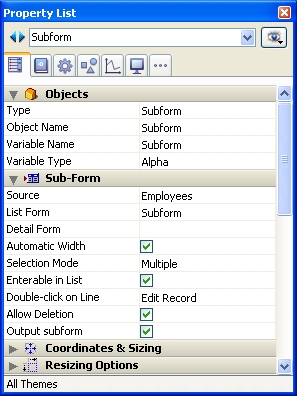 Property List
Subform
Objects
Type Subform
Object Name Subform
Variable Name Subform
Variable Type Alpha
Sub-Form
Source Employees
List Form Subform
Detail Form
Automatic Width
Selection Mode Multiple
Enterable in List
Double-click on Line Edit Record
Allow Deletion
Output subform
Coordinates & Sizing
Resizing Options
All Themes